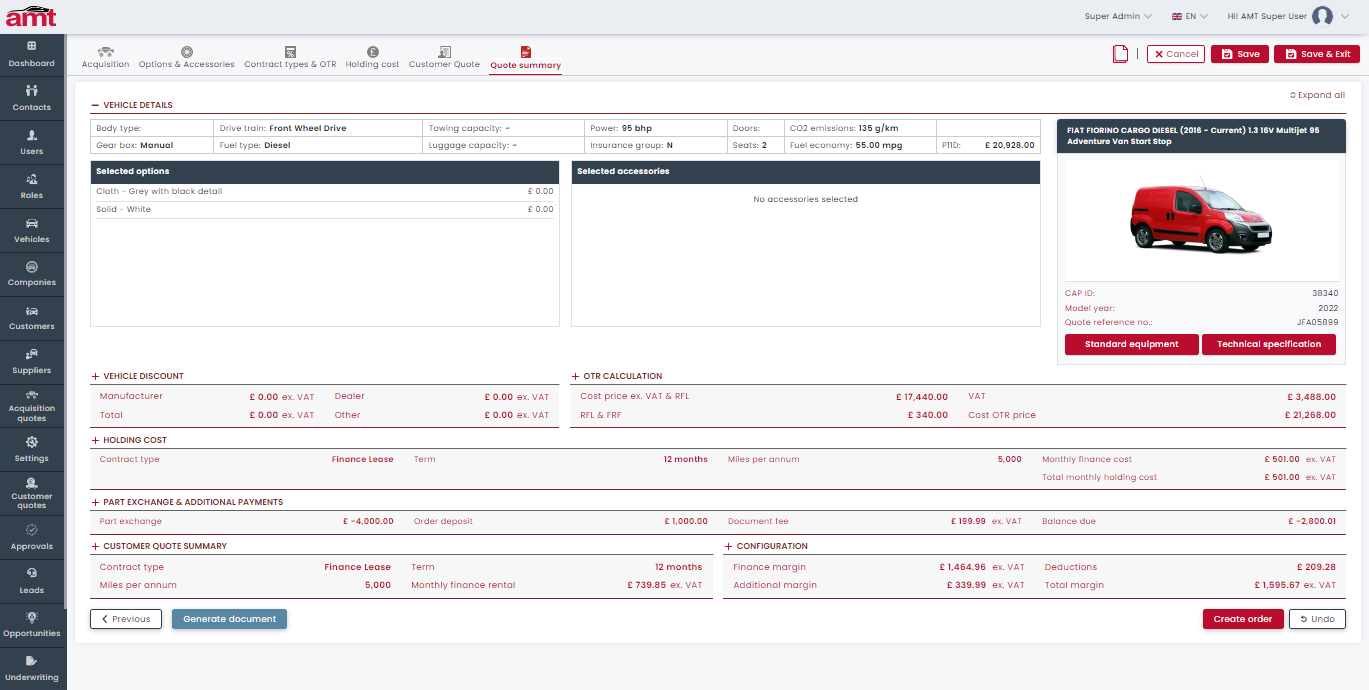 amt
Super Admin
EN
Hi! AMT Super User
Dashboard
Contacts
Users
Roles
Vehicles
Companies
Customers
Suppliers
Acquisition
quotes
Settings
Customer
quotes
Approvals
Leads
Opportunities
Underwriting
Acquisition
Options & Accessories
Contract types & OTR
Holding cost
Customer Quote
Quote summary
Cancel
Save
Save & Exit
Expand all
VEHICLE DETAILS
Body type:
Drive train: Front Wheel Drive
Towing capacity: -
Power: 95 bhp
Doors:
CO2 emissions: 135 g/km
Gear box: Manual
Fuel type: Diesel
Luggage capacity: -
Insurance group: N
Seats: 2
Fuel economy: 55.00 mpg
P11D: £ 20,928.00
Selected options
Cloth - Grey with black detail £ 0.00
Solid - White £ 0.00
Selected accessories
No accessories selected
FIAT FIORINO CARGO DIESEL (2016 - Current) 1.3 16V Multijet 95
Adventure Van Start Stop
CAP ID: 38340
Model year: 2022
Quote reference no.: JFA05899
Standard equipment
Technical specification
VEHICLE DISCOUNT
Manufacturer £ 0.00 ex. VAT Dealer £ 0.00 ex. VAT
Total £ 0.00 ex. VAT Other £ 0.00 ex. VAT
OTR CALCULATION
Cost price ex. VAT & RFL £ 17,440.00 VAT £ 3,488.00
RFL & FRF £ 340.00 Cost OTR price £ 21,268.00
HOLDING COST
Contract type Finance Lease Term 12 months Miles per annum 5,000 Monthly finance cost £ 501.00 ex. VAT
Total monthly holding cost £ 501.00 ex. VAT
PART EXCHANGE & ADDITIONAL PAYMENTS
Part exchange £ -4,000.00 Order deposit £ 1,000.00 Document fee £ 199.99 ex. VAT Balance due £ -2,800.01
CUSTOMER QUOTE SUMMARY
Contract type Finance Lease Term 12 months
Miles per annum 5,000 Monthly finance rental £ 739.85 ex. VAT
CONFIGURATION
Finance margin £ 1,464.96 ex. VAT Deductions £ 209.28
Additional margin £ 339.99 ex. VAT Total margin £ 1,595.67 ex. VAT
Previous
Generate document
Create order
Undo